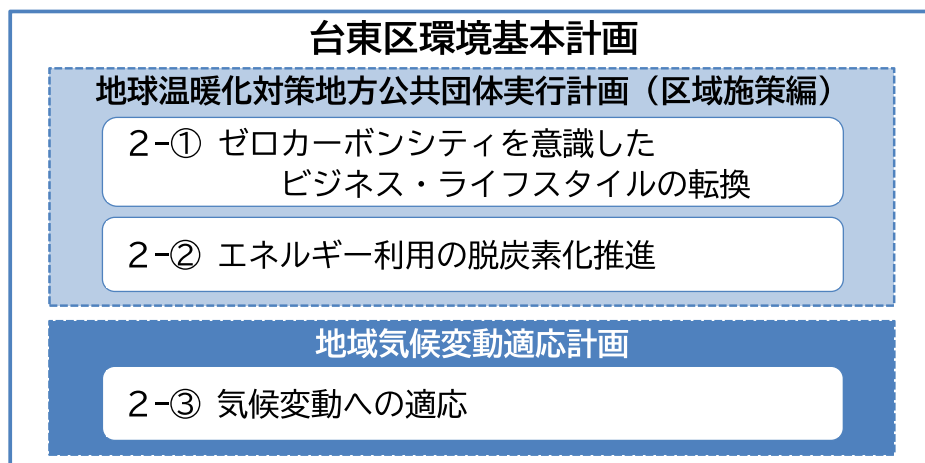 台東区環境基本計画
地球温暖化対策地方公共団体実行計画（区域施策編）
2-① ゼロカーボンシティを意識した
ビジネス・ライフスタイルの転換
2-② エネルギー利用の脱炭素化推進
地域気候変動適応計画
2-③ 気候変動への適応